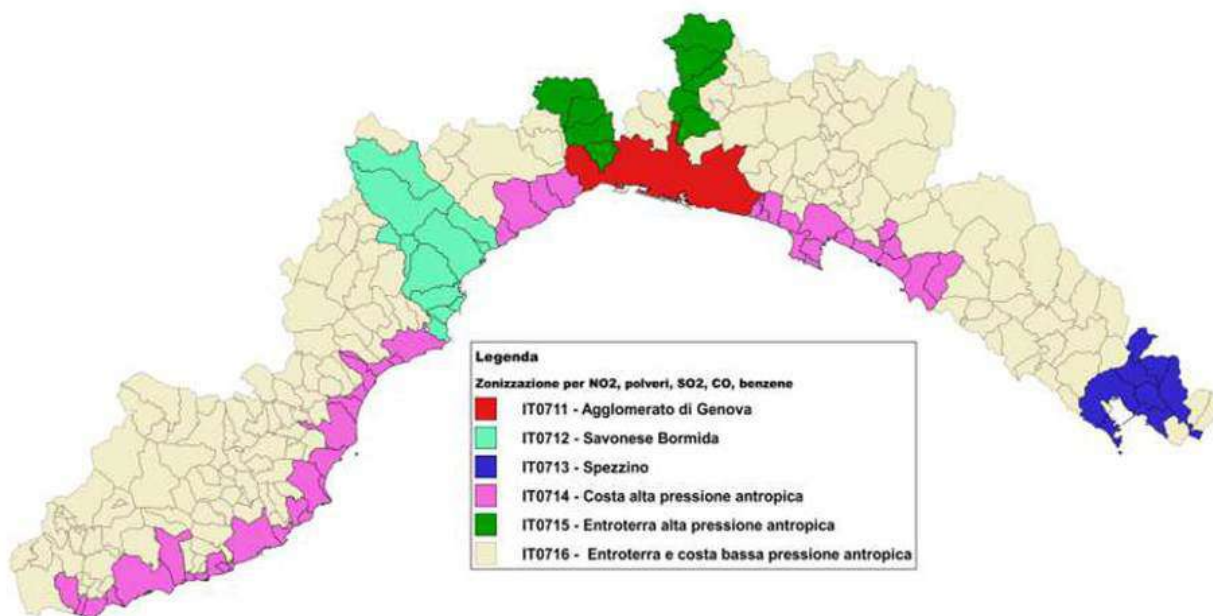 Legenda
Zonizzazione per NO2, polveri, SO2, CO, benzene
IT0711 - Agglomerato di Genova
IT0712 - Savonese Bormida
IT0713 - Spezzino
IT0714 - Costa alta pressione antropica
IT0715 - Entroterra alta pressione antropica
IT0716 - Entroterra e costa bassa pressione antropica